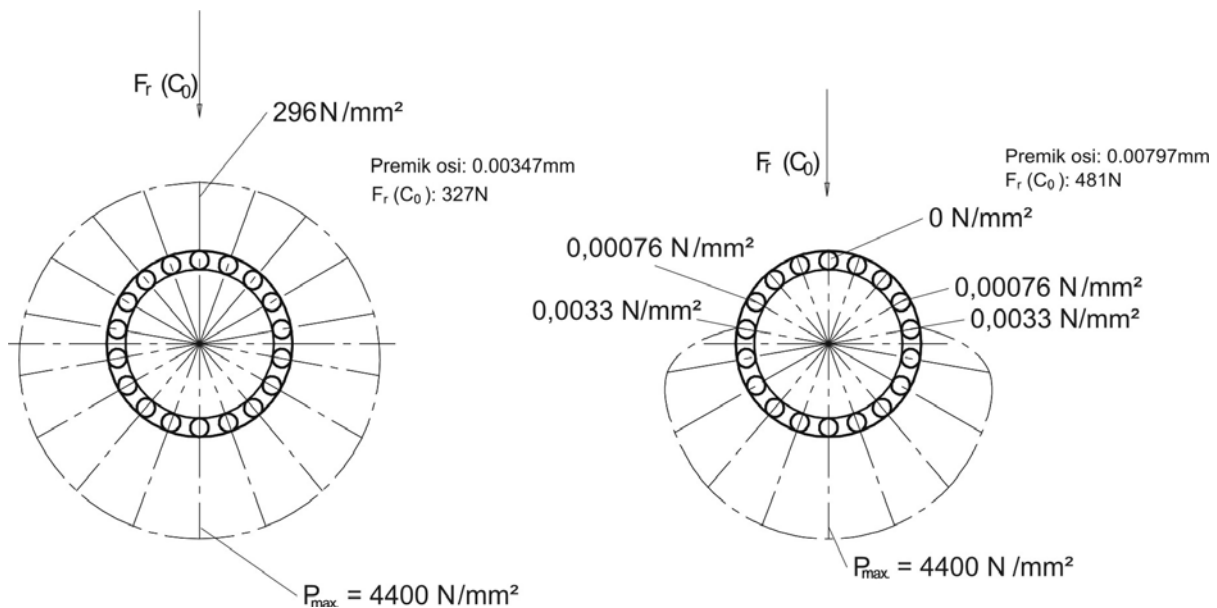 Fr (C0)
296N/mm²
Premik osi: 0.00347mm
Fr (C0): 327N
Pmax. = 4400 N/mm²
Fr (C0)
Premik osi: 0.00797mm
Fr (C0): 481N
0 N/mm²
0,00076 N/mm²
0,0033 N/mm²
0,00076 N/mm²
0,0033 N/mm²
Pmax. = 4400 N/mm²